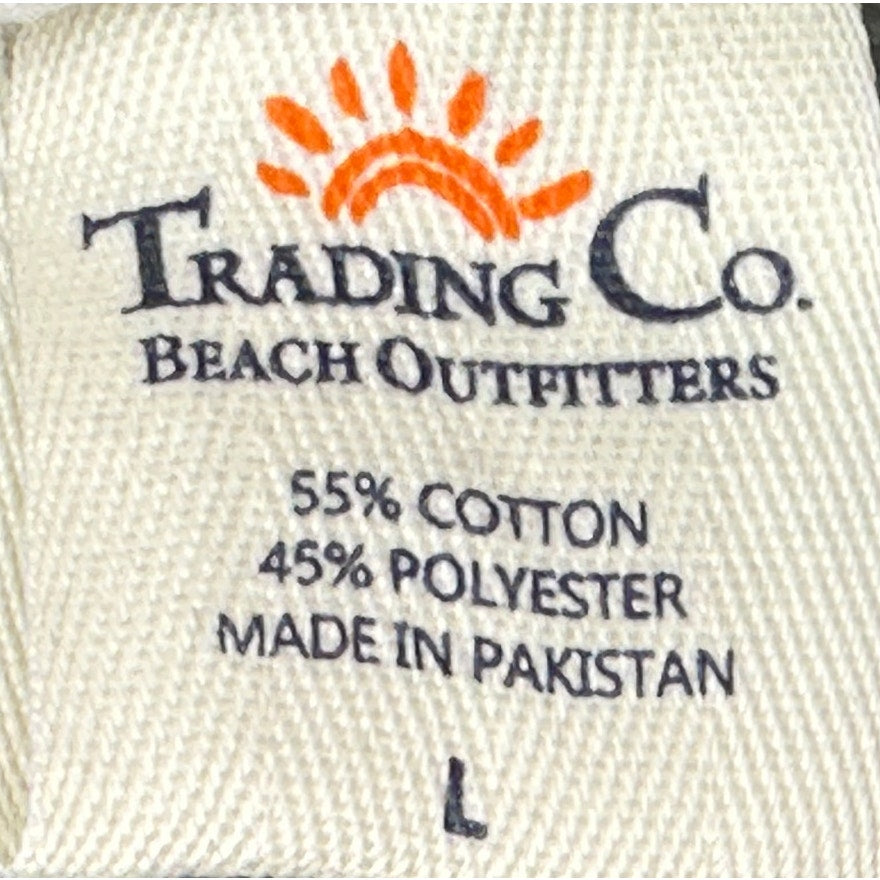 TRADING CO.
BEACH OUTFITTERS
55% COTTON
45% POLYESTER
MADE IN PAKISTAN
L